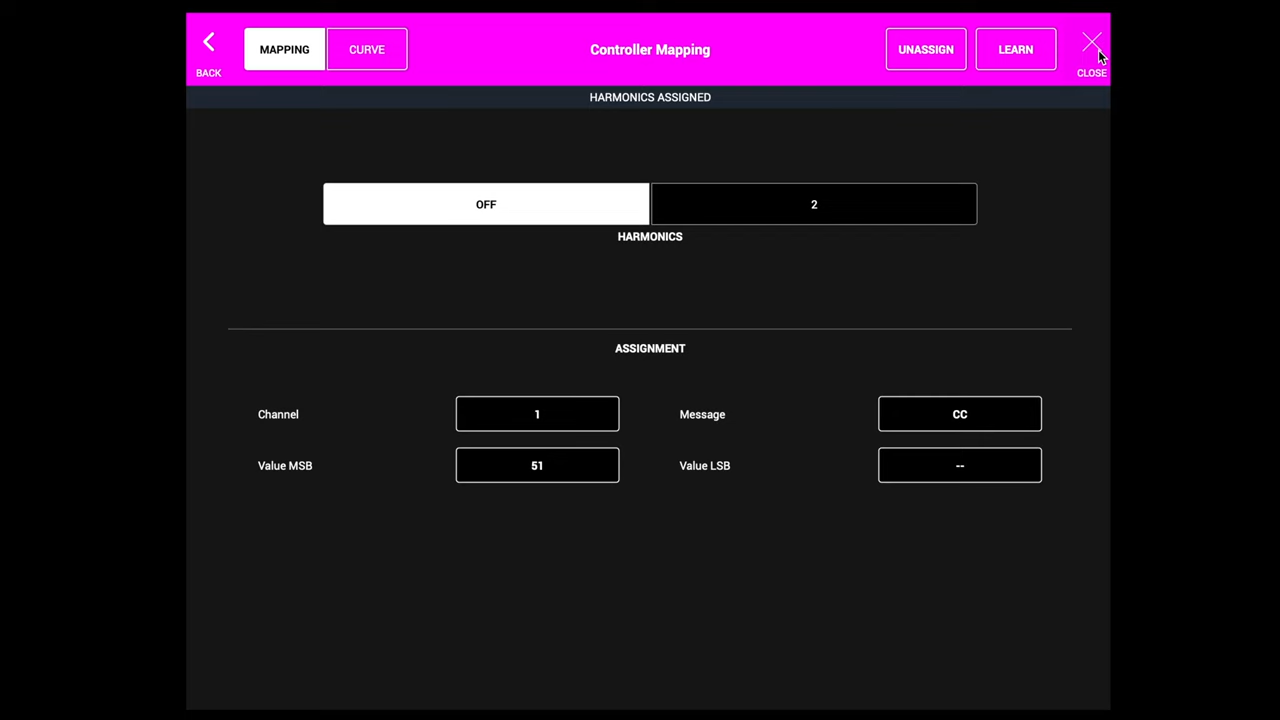 BACK
MAPPING
CURVE
Controller Mapping
UNASSIGN
LEARN
CLOSE
HARMONICS ASSIGNED
OFF
2
HARMONICS
ASSIGNMENT
Channel
1
Message
CC
Value MSB
51
Value LSB
--